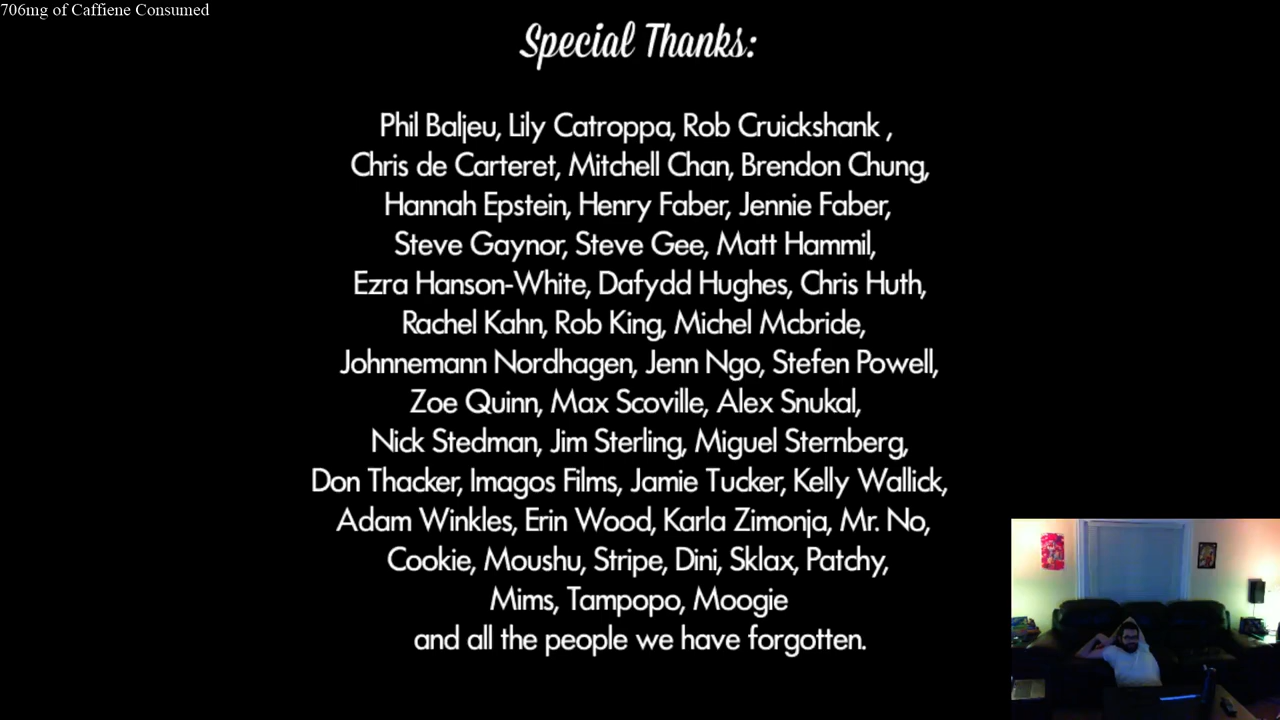 706mg of Caffiene Consumed
Special Thanks:
Phil Baljeu, Lily Catroppa, Rob Cruickshank ,
Chris de Carteret, Mitchell Chan, Brendon Chung,
Hannah Epstein, Henry Faber, Jennie Faber,
Steve Gaynor, Steve Gee, Matt Hammil,
Ezra Hanson-White, Dafydd Hughes, Chris Huth,
Rachel Kahn, Rob King, Michel Mcbride,
Johnnemann Nordhagen, Jenn Ngo, Stefen Powell,
Zoe Quinn, Max Scoville, Alex Snukal,
Nick Stedman, Jim Sterling, Miguel Sternberg,
Don Thacker, Imagos Films, Jamie Tucker, Kelly Wallick,
Adam Winkles, Erin Wood, Karla Zimonja, Mr. No,
Cookie, Moushu, Stripe, Dini, Sklax, Patchy,
Mims, Tampopo, Moogie
and all the people we have forgotten.